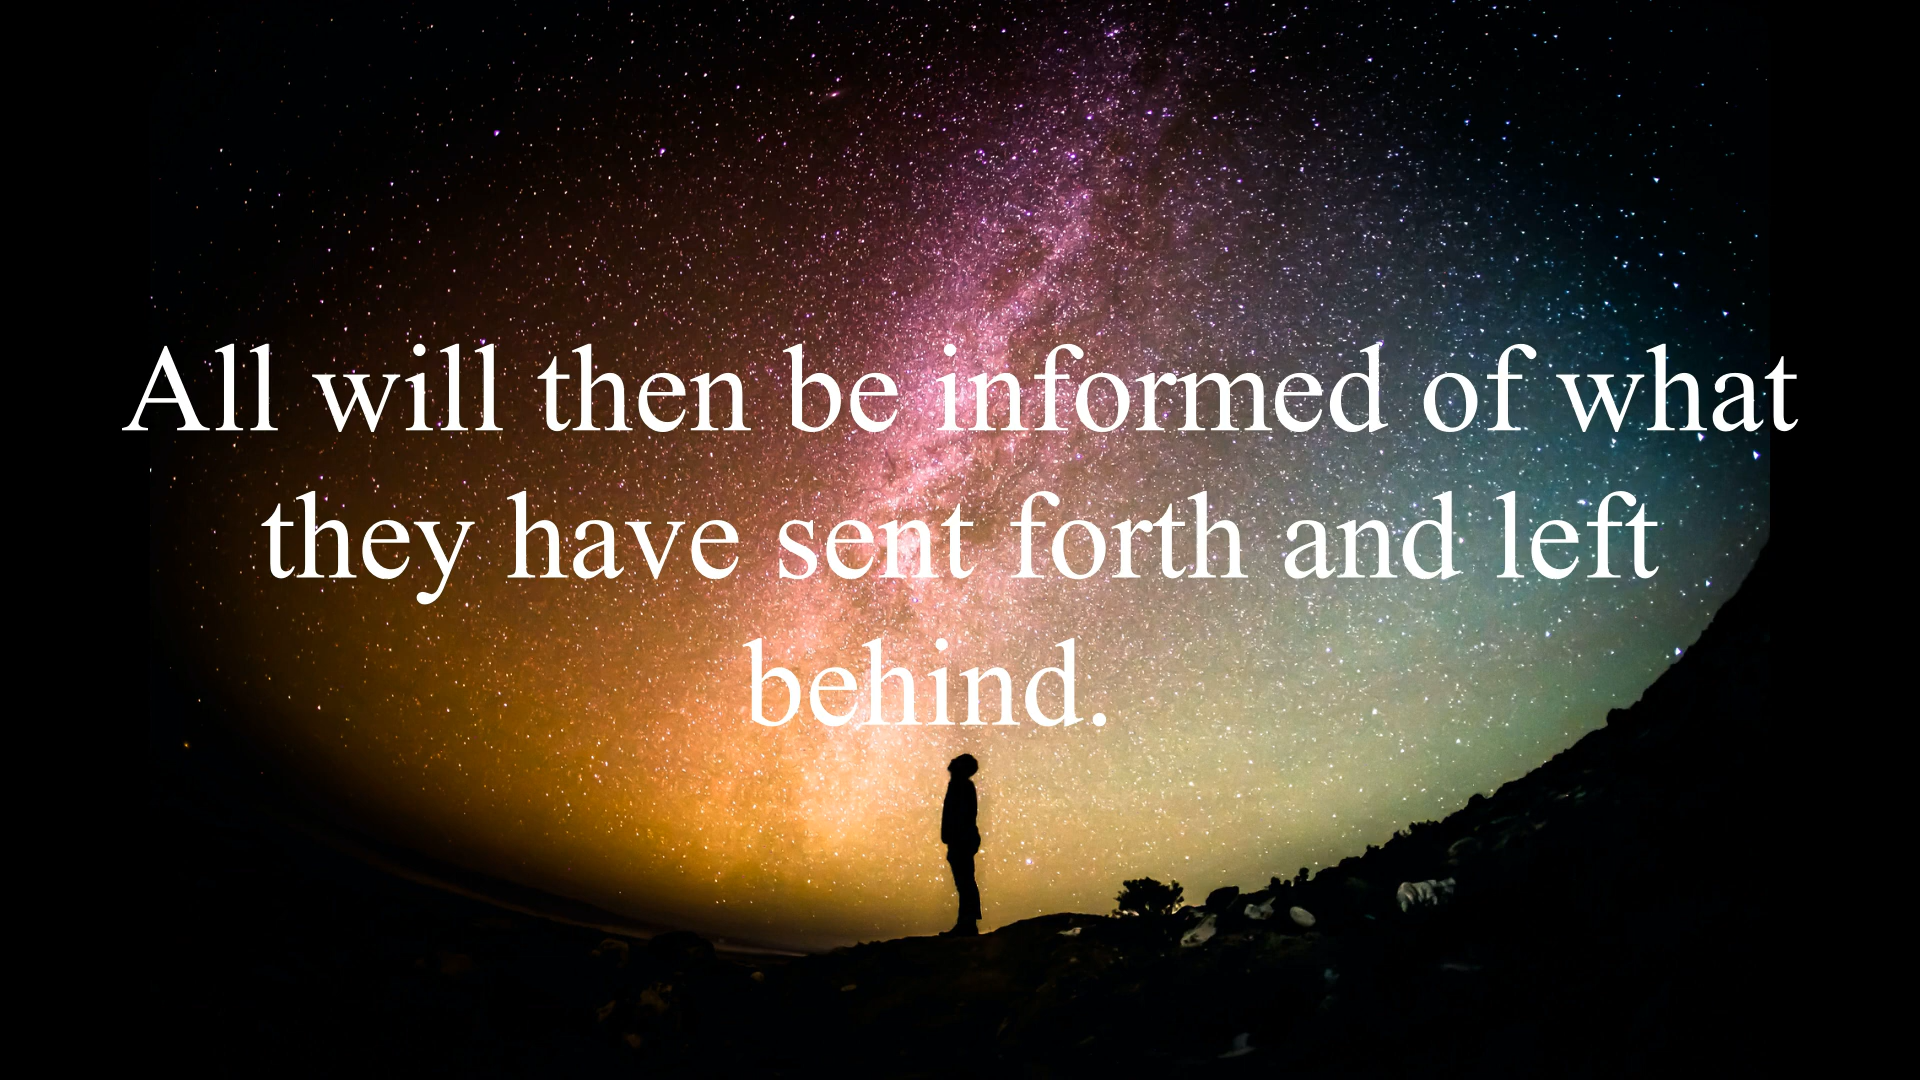 All will then be informed of what
they have sent forth and left
behind.